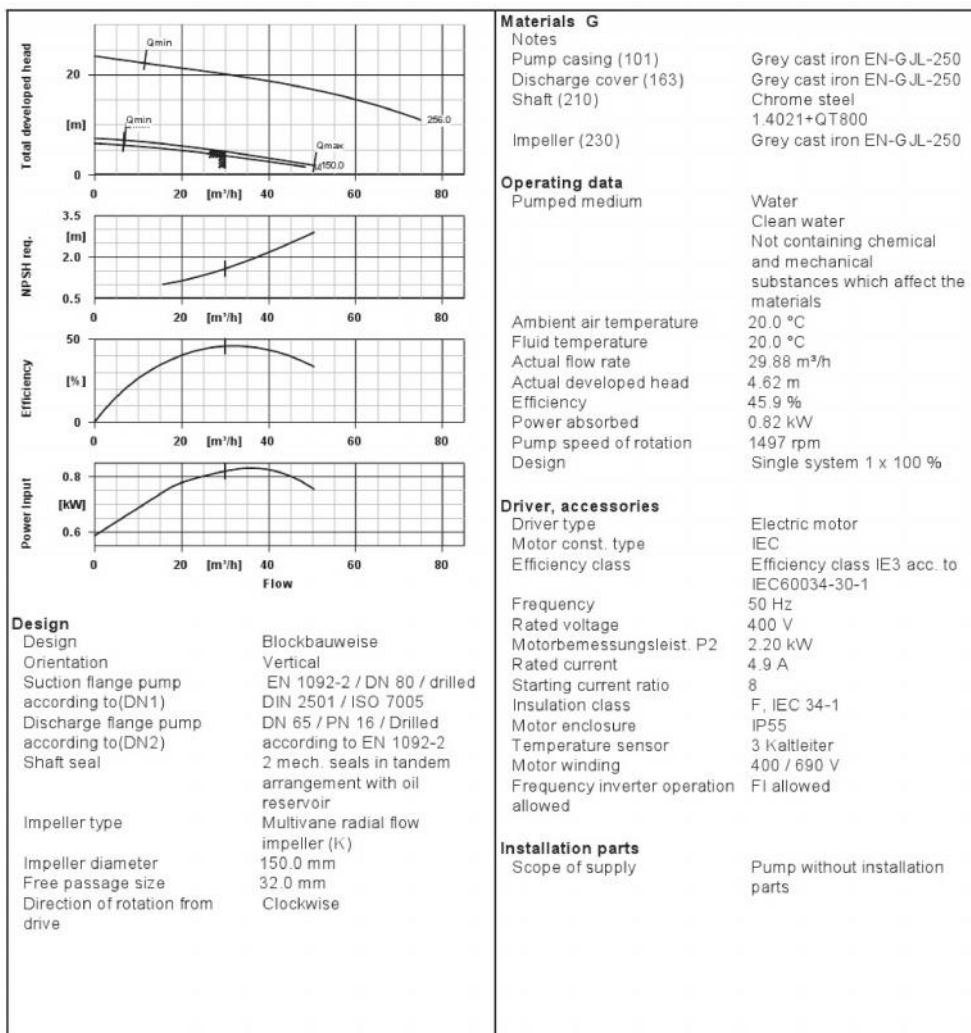 Total developed head
[m]
20
0
Qmin
256.0
Qmin
Qmax
150.0
0
20
[m³/h]
40
60
80
NPSH req.
3.5
[m]
2.0
0.5
0
20
[m³/h]
40
60
80
Efficiency
50
[%]
0
0
20
[m³/h]
40
60
80
Power Input
0.8
[kW]
0.6
0
20
[m³/h]
40
60
80
Flow
Design
Design Blockbauweise
Orientation Vertical
Suction flange pump EN 1092-2 / DN 80 / drilled
according to(DN1) DIN 2501 / ISO 7005
Discharge flange pump DN 65 / PN 16 / Drilled
according to(DN2) according to EN 1092-2
Shaft seal 2 mech. seals in tandem
arrangement with oil
reservoir
Impeller type Multivane radial flow
impeller (K)
Impeller diameter 150.0 mm
Free passage size 32.0 mm
Direction of rotation from Clockwise
drive
Materials G
Notes
Pump casing (101) Grey cast iron EN-GJL-250
Discharge cover (163) Grey cast iron EN-GJL-250
Shaft (210) Chrome steel
1.4021+QT800
Impeller (230) Grey cast iron EN-GJL-250
Operating data
Pumped medium Water
Clean water
Not containing chemical
and mechanical
substances which affect the
materials
Ambient air temperature 20.0 °C
Fluid temperature 20.0 °C
Actual flow rate 29.88 m³/h
Actual developed head 4.62 m
Efficiency 45.9 %
Power absorbed 0.82 kW
Pump speed of rotation 1497 rpm
Design Single system 1 x 100 %
Driver, accessories
Driver type Electric motor
Motor const. type IEC
Efficiency class Efficiency class IE3 acc. to
IEC60034-30-1
Frequency 50 Hz
Rated voltage 400 V
Motorbemessungsleist. P2 2.20 kW
Rated current 4.9 A
Starting current ratio 8
Insulation class F, IEC 34-1
Motor enclosure IP55
Temperature sensor 3 Kaltleiter
Motor winding 400 / 690 V
Frequency inverter operation FI allowed
allowed
Installation parts
Scope of supply Pump without installation
parts